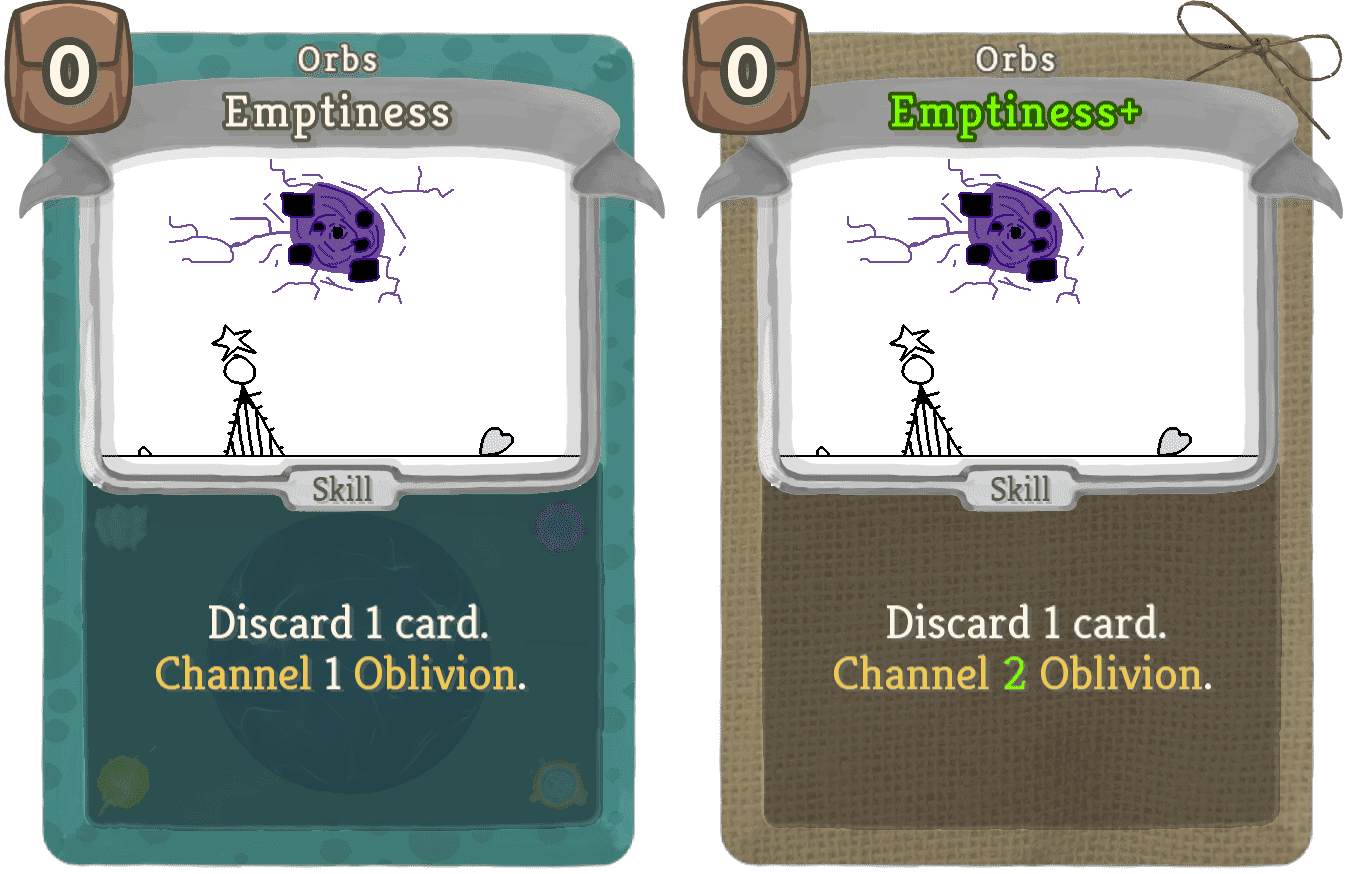 0
Orbs
Emptiness
Skill
Discard 1 card.
Channel 1 Oblivion.
0
Orbs
Emptiness+
Skill
Discard 1 card.
Channel 2 Oblivion.